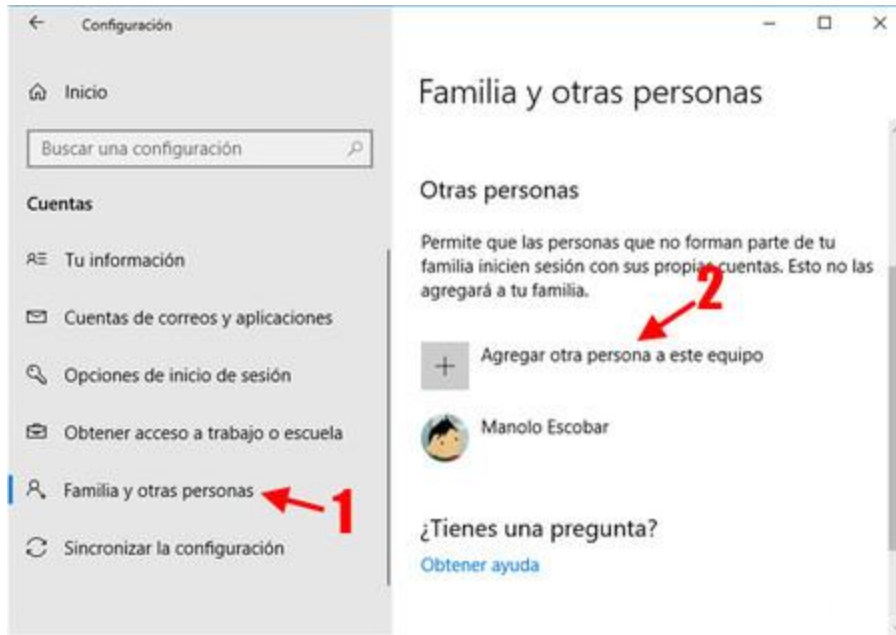 Configuración
Inicio
Buscar una configuración
Cuentas
Tu información
Cuentas de correos y aplicaciones
Opciones de inicio de sesión
Obtener acceso a trabajo o escuela
Familia y otras personas
1
Sincronizar la configuración
Familia y otras personas
Otras personas
Permite que las personas que no forman parte de tu
familia inicien sesión con sus propias cuentas. Esto no las
agregará a tu familia.
2
Agregar otra persona a este equipo
Manolo Escobar
¿Tienes una pregunta?
Obtener ayuda